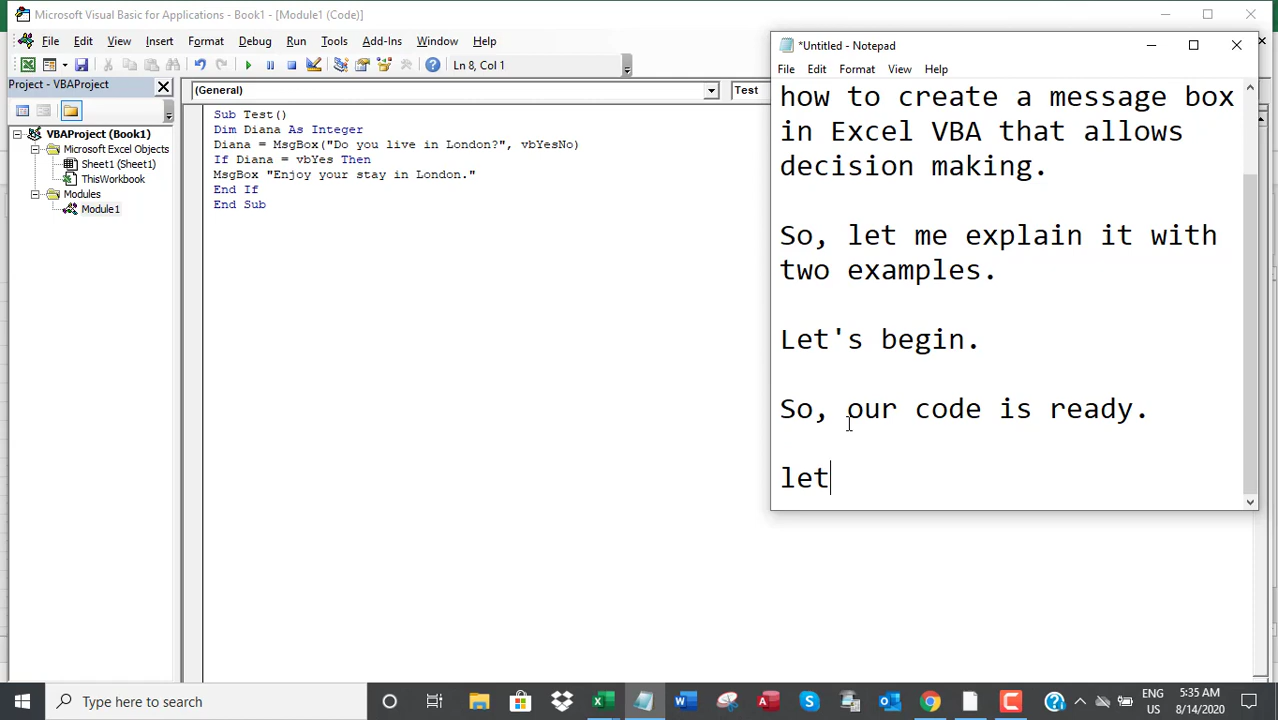 Microsoft Visual Basic for Applications - Book1 - [Module1 (Code)]
File Edit View Insert Format Debug Run Tools Add-Ins Window Help
Ln 8, Col 1
Project - VBAProject
VBAProject (Book1)
Microsoft Excel Objects
Sheet1 (Sheet1)
ThisWorkbook
Modules
Module1
(General)
Test
Sub Test()
Dim Diana As Integer
Diana = MsgBox("Do you live in London?", vbYesNo)
If Diana = vbYes Then
MsgBox "Enjoy your stay in London."
End If
End Sub
*Untitled - Notepad
File Edit Format View Help
how to create a message box
in Excel VBA that allows
decision making.
So, let me explain it with
two examples.
Let's begin.
So, our code is ready.
let
Type here to search
ENG
US
5:35 AM
8/14/2020